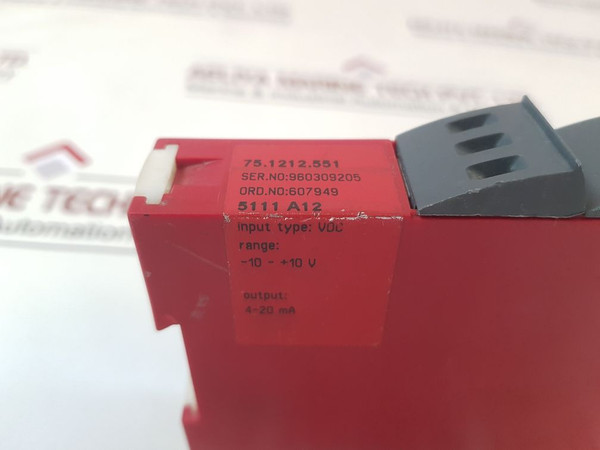 75.1212.551
SER.NO:960309205
ORD.NO:607949
5111 A12
input type: VDC
range:
-10 - +10 V
output:
4-20 mA